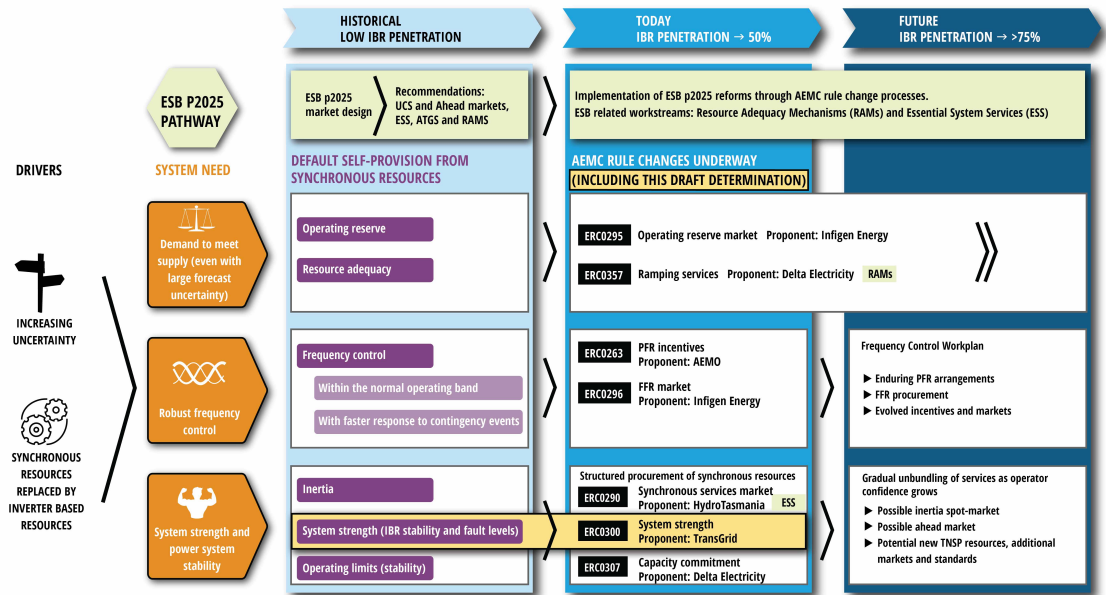 HISTORICAL
LOW IBR PENETRATION
TODAY
IBR PENETRATION → 50%
FUTURE
IBR PENETRATION → >75%
ESB P2025
PATHWAY
ESB p2025
market design
Recommendations:
UCS and Ahead markets,
ESS, ATGS and RAMS
Implementation of ESB p2025 reforms through AEMC rule change processes.
ESB related workstreams: Resource Adequacy Mechanisms (RAMs) and Essential System Services (ESS)
DRIVERS
SYSTEM NEED
DEFAULT SELF-PROVISION FROM
SYNCHRONOUS RESOURCES
AEMC RULE CHANGES UNDERWAY
(INCLUDING THIS DRAFT DETERMINATION)
INCREASING
UNCERTAINTY
SYNCHRONOUS
RESOURCES
REPLACED BY
INVERTER BASED
RESOURCES
Demand to meet
supply (even with
large forecast
uncertainty)
Operating reserve
Resource adequacy
ERC0295 Operating reserve market Proponent: Infigen Energy
ERC0357 Ramping services Proponent: Delta Electricity RAMs
Robust frequency
control
Frequency control
Within the normal operating band
With faster response to contingency events
ERC0263 PFR incentives
Proponent: AEMO
ERC0296 FFR market
Proponent: Infigen Energy
Frequency Control Workplan
▶ Enduring PFR arrangements
▶ FFR procurement
▶ Evolved incentives and markets
System strength and
power system
stability
Inertia
System strength (IBR stability and fault levels)
Operating limits (stability)
Structured procurement of synchronous resources
ERC0290 Synchronous services market
Proponent: HydroTasmania ESS
ERC0300 System strength
Proponent: TransGrid
ERC0307 Capacity commitment
Proponent: Delta Electricity
Gradual unbundling of services as operator
confidence grows
▶ Possible inertia spot-market
▶ Possible ahead market
▶ Potential new TNSP resources, additional
markets and standards